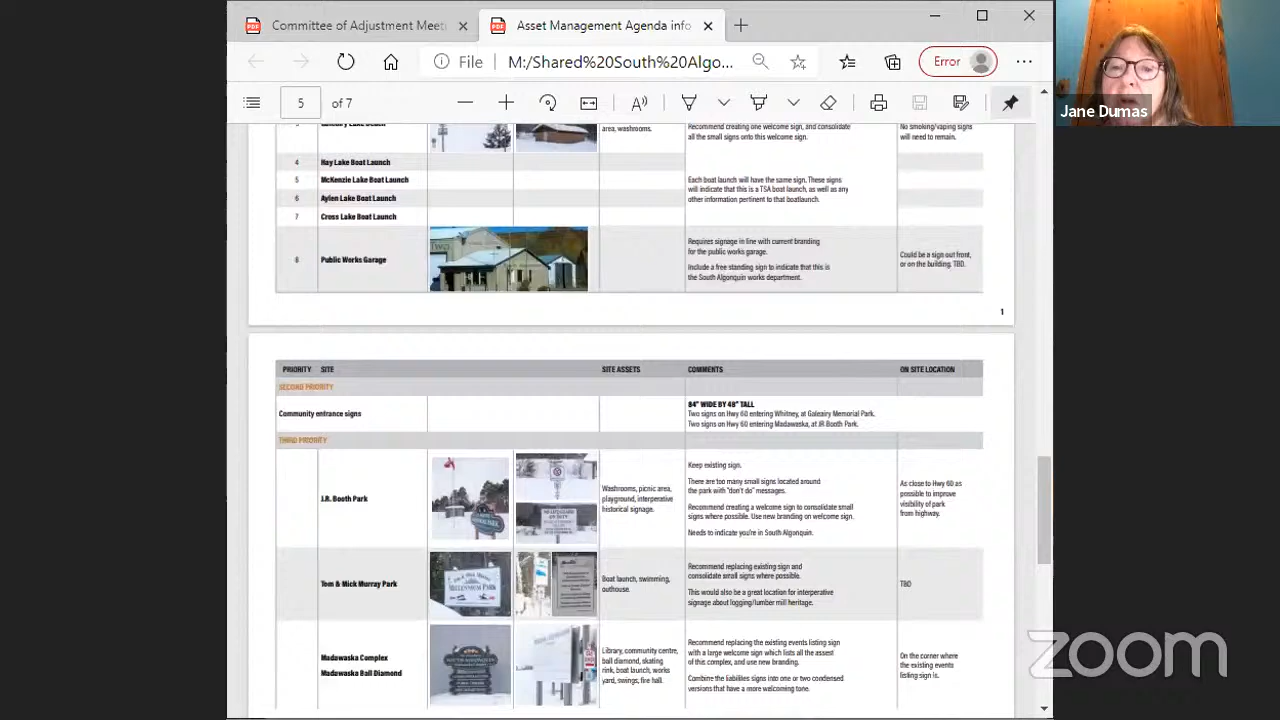 Committee of Adjustment Meet
Asset Management Agenda info
File
M:/Shared%20South%20Algo...
Error
5
of 7
Jane Dumas
area, washrooms.
Recommend creating one welcome sign, and consolidate
all the small signs onto this welcome sign.
No smoking/vaping signs
will need to remain.
4
Hay Lake Boat Launch
5
McKenzie Lake Boat Launch
6
Aylen Lake Boat Launch
7
Cross Lake Boat Launch
Each boat launch will have the same sign. These signs
will indicate that this is a TSA boat launch, as well as any
other information pertinent to that boatlaunch.
8
Public Works Garage
Requires signage in line with current branding
for the public works garage.
Include a free standing sign to indicate that this is
the South Algonquin works department.
Could be a sign out front,
or on the building. TBD.
1
PRIORITY SITE SITE ASSETS COMMENTS ON SITE LOCATION
SECOND PRIORITY
Community entrance signs
84" WIDE BY 48" TALL
Two signs on Hwy 60 entering Whitney, at Galeairy Memorial Park.
Two signs on Hwy 60 entering Madawaska, at JR Booth Park.
THIRD PRIORITY
J.R. Booth Park
Washrooms, picnic area,
playground, interperative
historical signage.
Keep existing sign.
There are too many small signs located around
the park with "don't do" messages.
Recommend creating a welcome sign to consolidate small
signs where possible. Use new branding on welcome sign.
Needs to indicate you're in South Algonquin.
As close to Hwy 60 as
possible to improve
visibility of park
from highway.
Tom & Mick Murray Park
MILLENNIUM PARK
Boat launch, swimming,
outhouse.
Recommend replacing existing sign and
consolidate small signs where possible.
This would also be a great location for interperative
signage about logging/lumber mill heritage.
TBD
Madawaska Complex
Madawaska Ball Diamond
SOUTH ALGONQUIN
Library, community centre,
ball diamond, skating
rink, boat launch, works
yard, swings, fire hall.
Recommend replacing the existing events listing sign
with a large welcome sign which lists all the assest
of this complex, and use new branding.
Combine the liabilities signs into one or two condensed
versions that have a more welcoming tone.
On the corner where
the existing events
listing sign is.
zoom